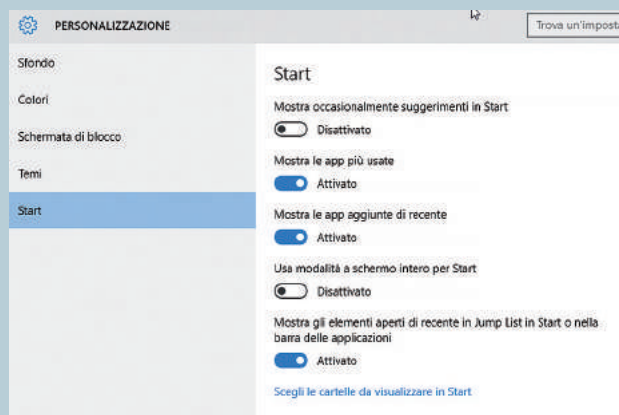 PERSONALIZZAZIONE
Trova un'imposta
Sfondo
Colori
Schermata di blocco
Temi
Start
Start
Mostra occasionalmente suggerimenti in Start
Disattivato
Mostra le app più usate
Attivato
Mostra le app aggiunte di recente
Attivato
Usa modalità a schermo intero per Start
Disattivato
Mostra gli elementi aperti di recente in Jump List in Start o nella
barra delle applicazioni
Attivato
Scegli le cartelle da visualizzare in Start